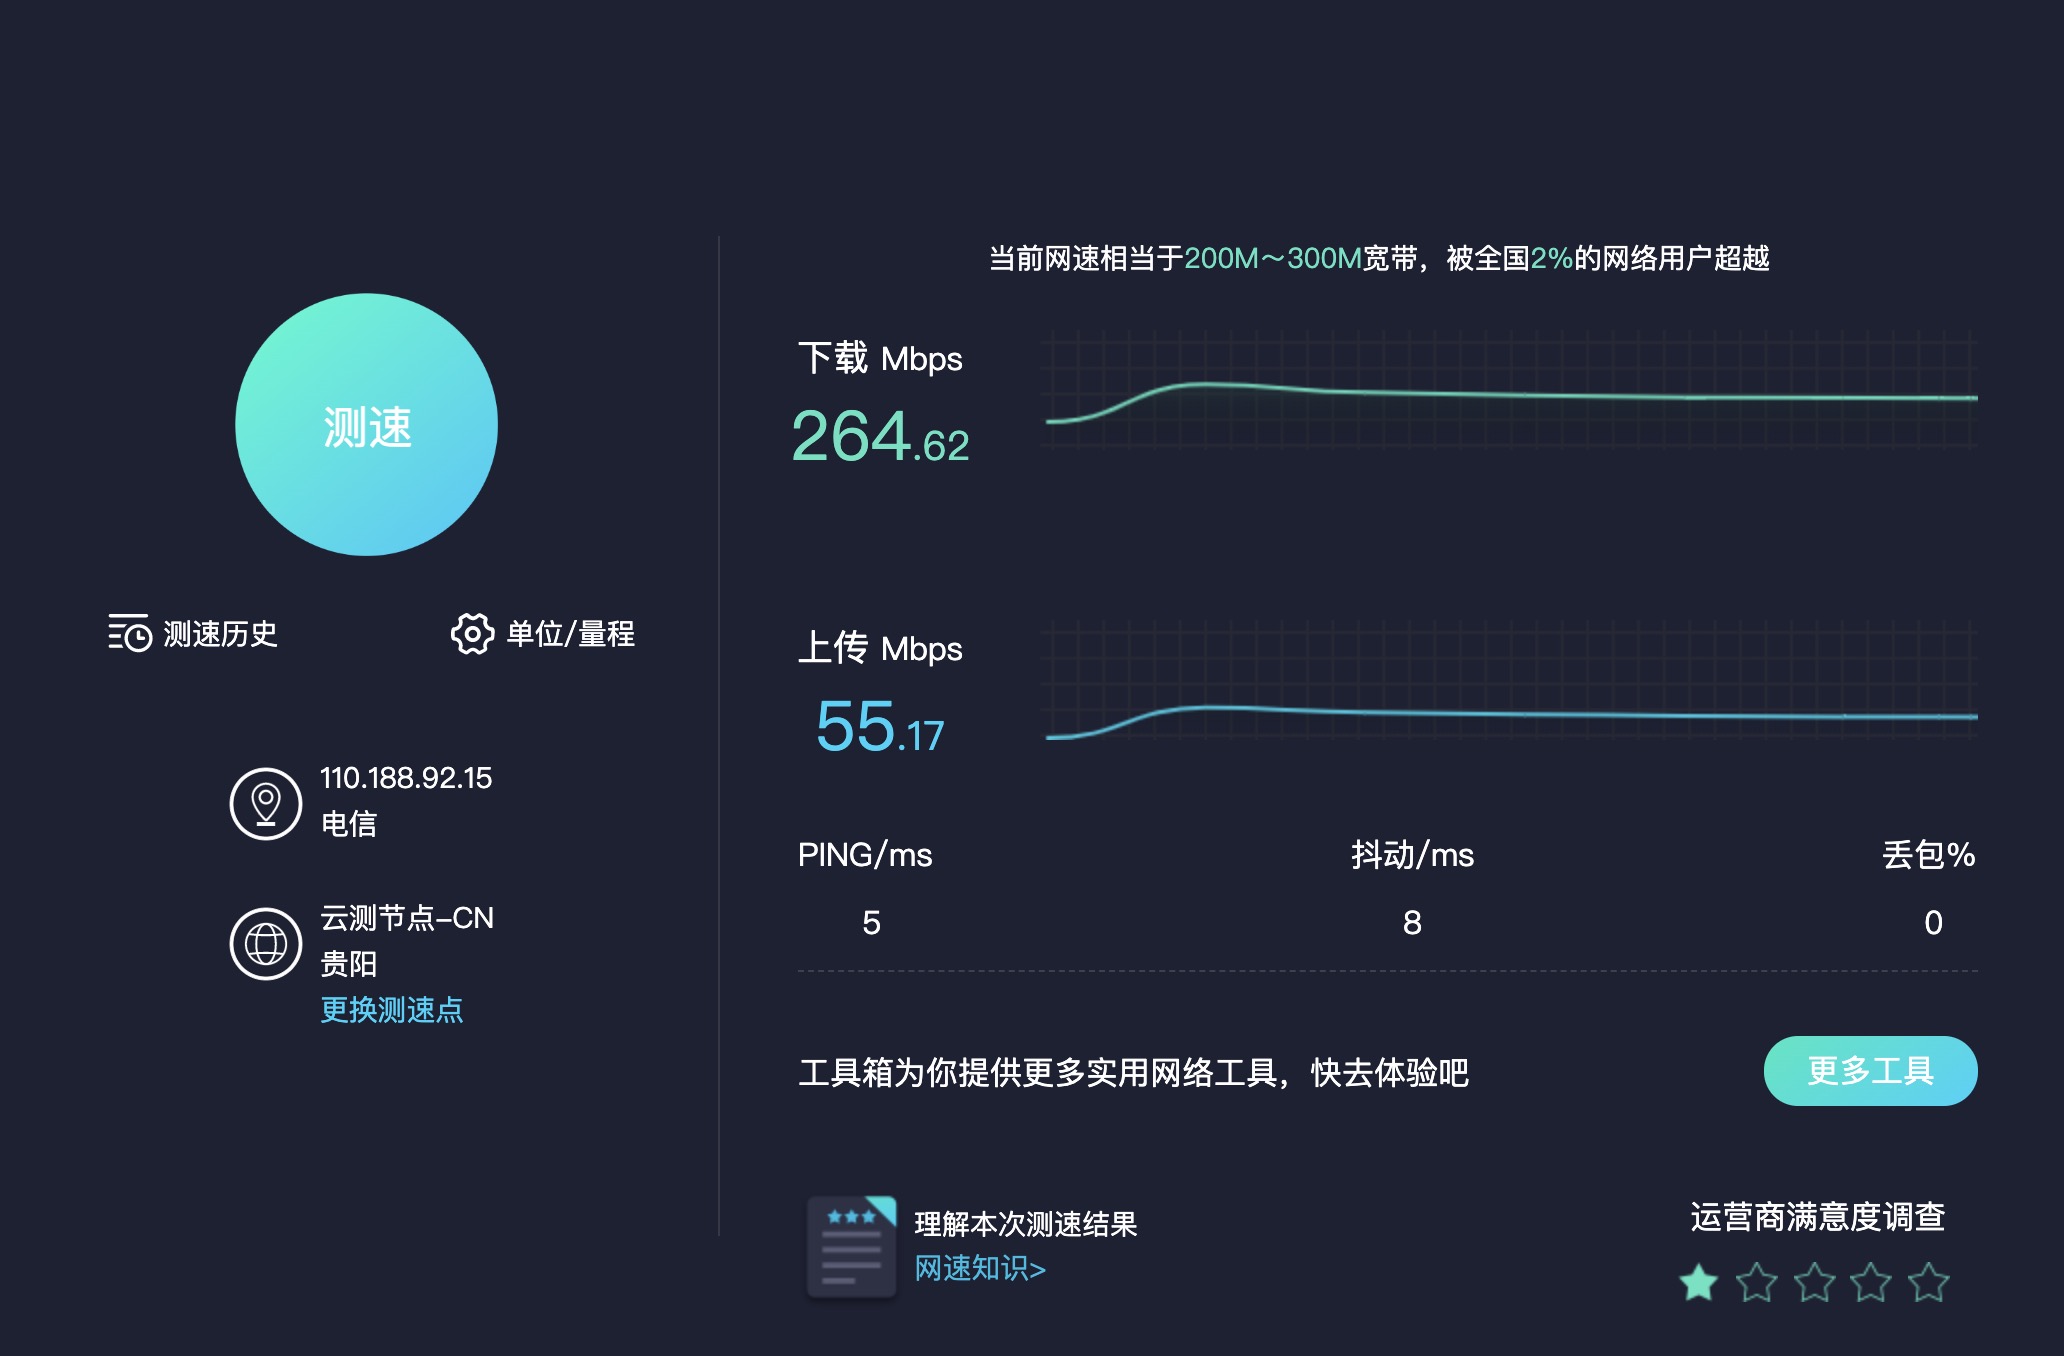 测速
测速历史
单位/量程
110.188.92.15
电信
云测节点-CN
贵阳
更换测速点
当前网速相当于200M～300M宽带，被全国2%的网络用户超越
下载 Mbps
264.62
上传 Mbps
55.17
PING/ms 抖动/ms 丢包%
5 8 0
工具箱为你提供更多实用网络工具，快去体验吧
更多工具
理解本次测速结果
网速知识>
运营商满意度调查